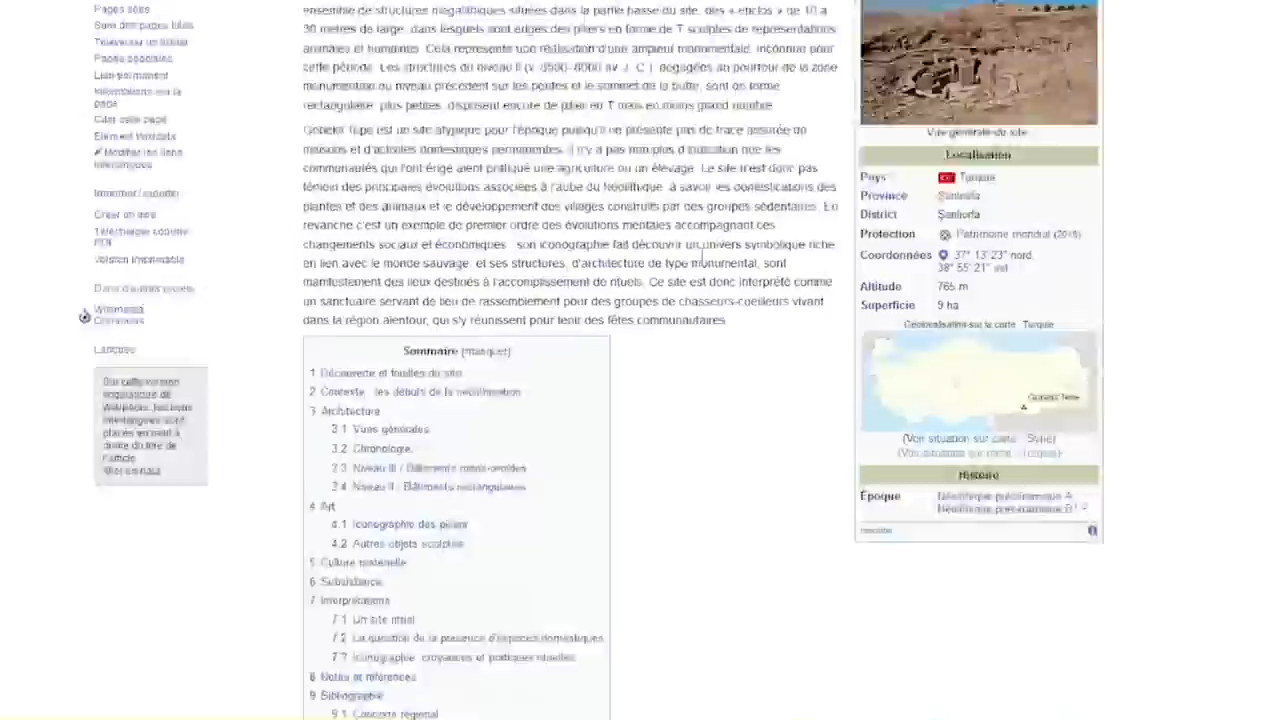 Pages liées
Suivi des pages liées
Téléverser un fichier
Pages spéciales
Lien permanent
Informations sur la
page
Citer cette page
Élément Wikidata
Modifier les liens
interlangues
Imprimer / exporter
Créer un livre
Télécharger comme
PDF
Version imprimable
Dans d'autres projets
Wikimedia
Commons
Langues
Sur cette version
linguistique de
Wikipédia, les liens
interlangues sont
placés en haut à
droite du titre de
l'article
ensemble de structures mégalithiques situées dans la partie basse du site, des « enclos » de 10 à
30 mètres de large, dans lesquels sont érigés des piliers en forme de T sculptés de représentations
animales et humaines. Cela représente une réalisation d'une ampleur monumentale, inconnue pour
cette période. Les structures du niveau II (v. -8000 av. J.-C.), dégagées au pourtour de la zone
monumentale du niveau précédent sur les pentes et le sommet de la butte, sont de forme
rectangulaire, plus petites, disposent encore de pilier en T mais en moins grand nombre
Göbekli Tepe est un site atypique pour l'époque puisqu'il ne présente pas de trace assurée de
maisons et d'activités domestiques permanentes. Il n'y a pas non plus d'indication que les
communautés qui l'ont érigé aient pratiqué une agriculture ou un élevage. Le site n'est donc pas
témoin des principales évolutions associées à l'aube du Néolithique, à savoir les domestications des
plantes et des animaux et le développement des villages construits par des groupes sédentaires. En
revanche c'est un exemple de premier ordre des évolutions mentales accompagnant ces
changements sociaux et économiques : son iconographie fait découvrir un univers symbolique riche
en lien avec le monde sauvage, et ses structures, d'architecture de type monumental, sont
manifestement des lieux destinés à l'accomplissement de rituels. Ce site est donc interprété comme
un sanctuaire servant de lieu de rassemblement pour des groupes de chasseurs-cueilleurs vivant
dans la région alentour, qui s'y réunissent pour tenir des fêtes communautaires
Sommaire [masquer]
1 Découverte et fouilles du site
2 Contexte : les débuts de la néolithisation
3 Architecture
3.1 Vues générales
3.2 Chronologie
3.3 Niveau III : Bâtiments
3.4 Niveau II : Bâtiments rectangulaires
4 Art
4.1 Iconographie des piliers
4.2 Autres objets sculptés
5 Culture matérielle
6 Subsistance
7 Interprétations
7.1 Un site rituel
7.2 La question de la présence d'espèces domestiques
7.3 Iconographie, croyances et pratiques rituelles
8 Notes et références
9 Bibliographie
9.1 Contexte régional
Vue générale du site
Localisation
Pays Turquie
Province Şanlıurfa
District Şanlıurfa
Protection Patrimoine mondial (2018)
Coordonnées 37° 13′ 23″ nord,
38° 55′ 21″ est
Altitude 765 m
Superficie 9 ha
Géolocalisation sur la carte : Turquie
Göbekli Tepe
(Voir situation sur carte : Syrie)
(Voir situation sur carte : Turquie)
Histoire
Époque Néolithique précéramique A
Néolithique précéramique B
modifier